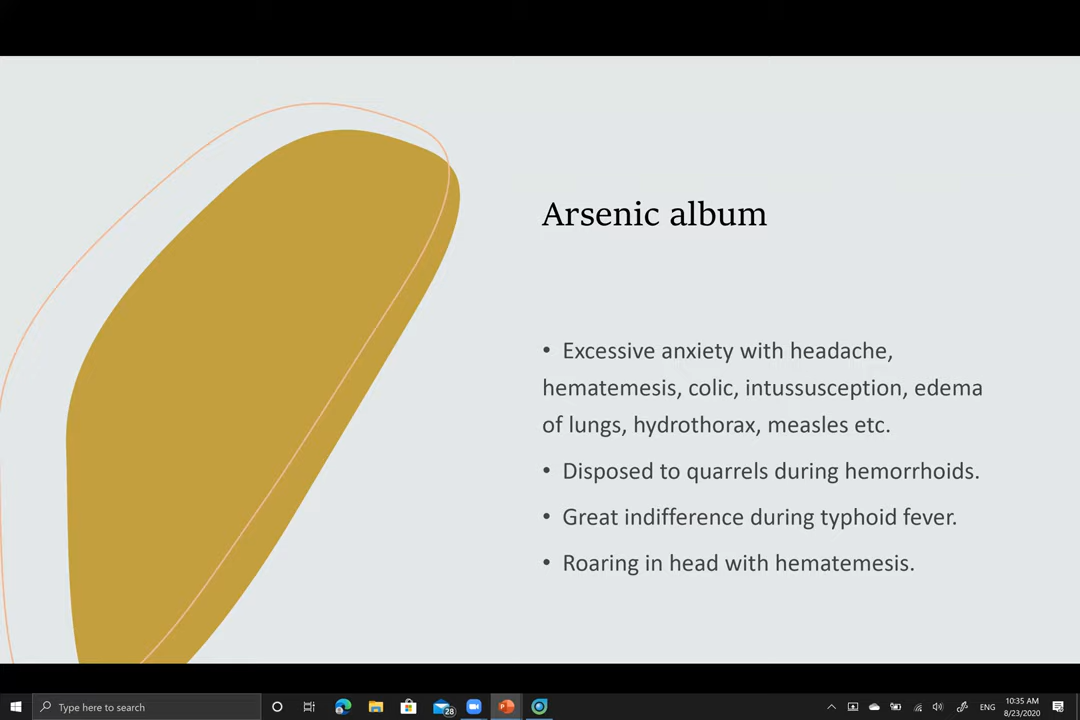 Arsenic album
• Excessive anxiety with headache,
hematemesis, colic, intussusception, edema
of lungs, hydrothorax, measles etc.
• Disposed to quarrels during hemorrhoids.
• Great indifference during typhoid fever.
• Roaring in head with hematemesis.
Type here to search
28
ENG
10:35 AM
8/23/2020